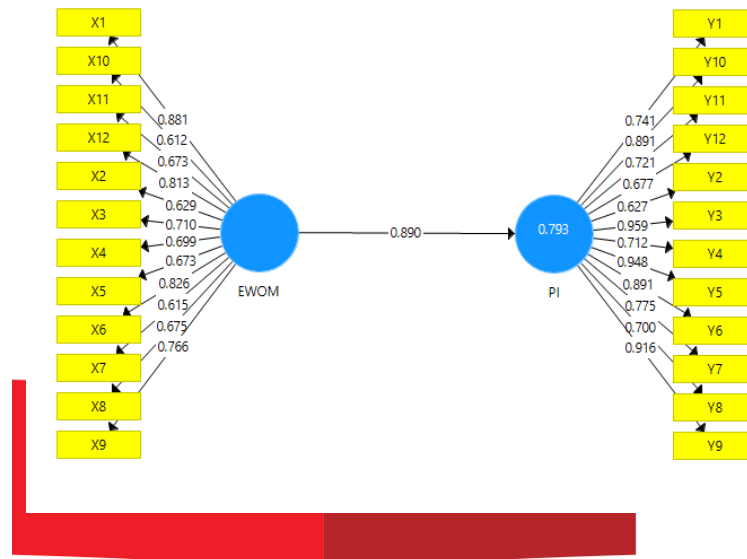 X1
X10
X11
X12
X2
X3
X4
X5
X6
X7
X8
X9
0.881
0.612
0.673
0.813
0.629
0.710
0.699
0.673
0.826
0.615
0.675
0.766
EWOM
0.890
0.793
PI
0.741
0.891
0.721
0.677
0.627
0.959
0.712
0.948
0.891
0.775
0.700
0.916
Y1
Y10
Y11
Y12
Y2
Y3
Y4
Y5
Y6
Y7
Y8
Y9